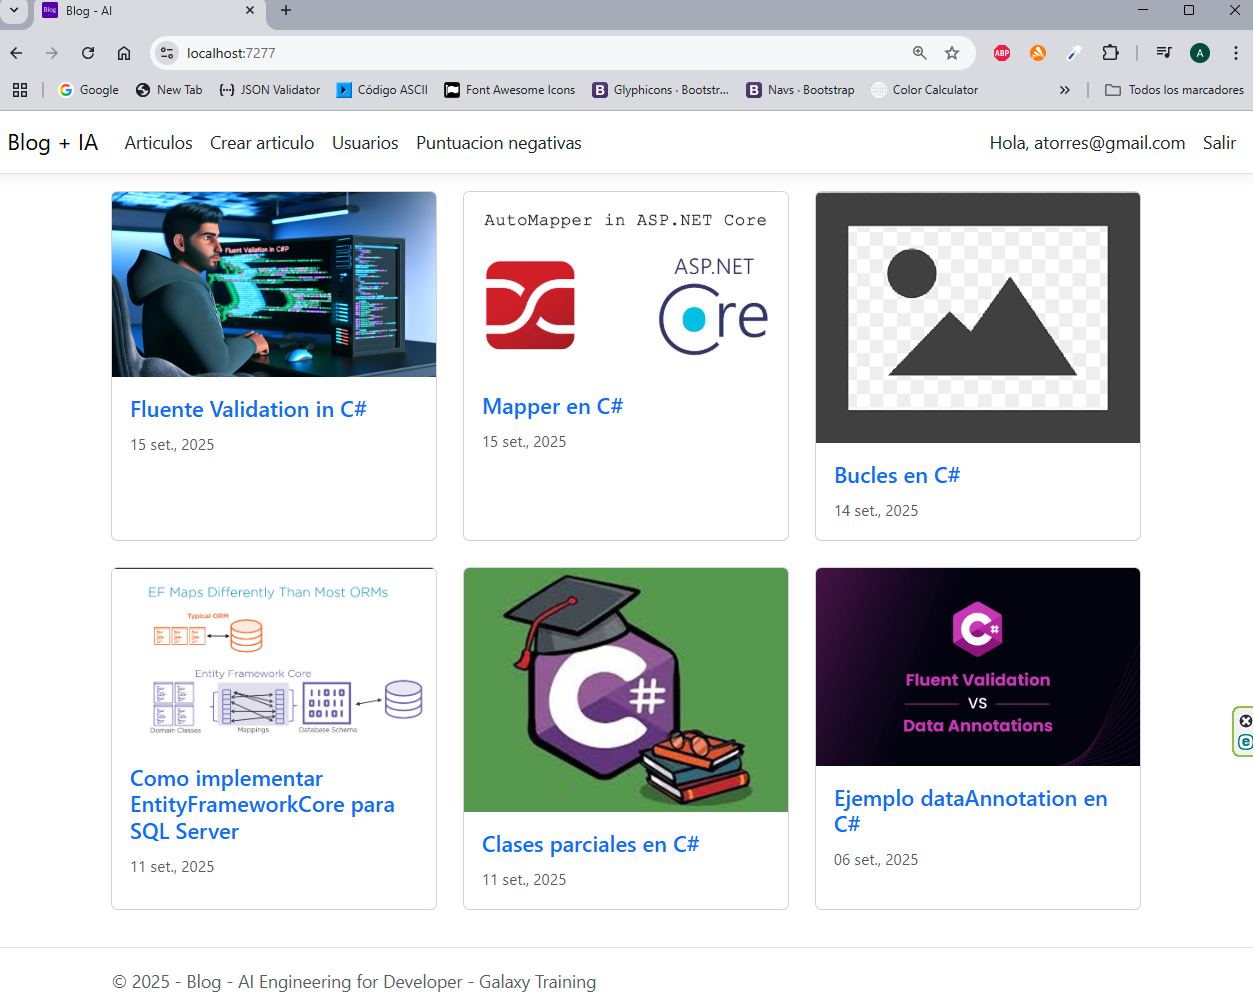 Blog - AI
localhost:7277
ABP
A
Google
New Tab
JSON Validator
Código ASCII
Font Awesome Icons
Glyphicons · Bootstr...
Navs · Bootstrap
Color Calculator
Todos los marcadores
Blog + IA
Articulos
Crear articulo
Usuarios
Puntuacion negativas
Hola, atorres@gmail.com
Salir
Fluent Valiation in C#P
Fluente Validation in C#
15 set., 2025
AutoMapper in ASP.NET Core
ASP.NET
Core
Mapper en C#
15 set., 2025
Bucles en C#
14 set., 2025
EF Maps Differently Than Most ORMs
Typical ORM
Entity Framework Core
Domain Classes
Mappings
Database Schema
Como implementar
EntityFrameworkCore para
SQL Server
11 set., 2025
C#
Clases parciales en C#
11 set., 2025
C#
Fluent Validation
VS
Data Annotations
Ejemplo dataAnnotation en
C#
06 set., 2025
© 2025 - Blog - AI Engineering for Developer - Galaxy Training